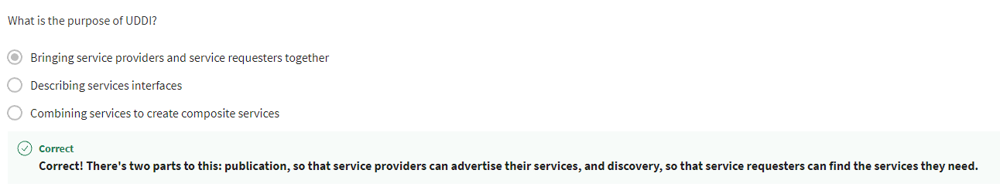 What is the purpose of UDDI?
Bringing service providers and service requesters together
Describing services interfaces
Combining services to create composite services
Correct
Correct! There's two parts to this: publication, so that service providers can advertise their services, and discovery, so that service requesters can find the services they need.